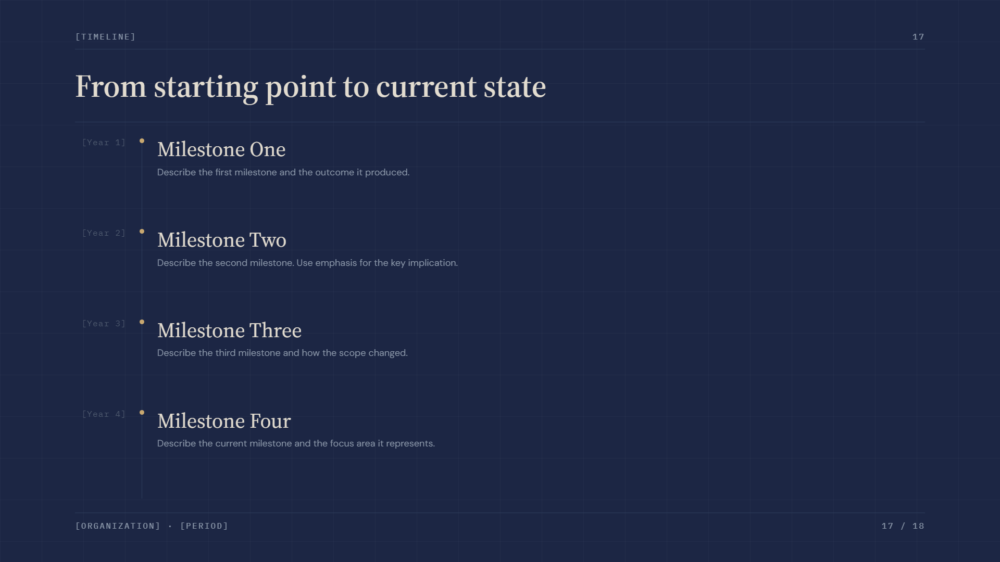 [TIMELINE]
17
From starting point to current state
[Year 1]
Milestone One
Describe the first milestone and the outcome it produced.
[Year 2]
Milestone Two
Describe the second milestone. Use emphasis for the key implication.
[Year 3]
Milestone Three
Describe the third milestone and how the scope changed.
[Year 4]
Milestone Four
Describe the current milestone and the focus area it represents.
[ORGANIZATION] · [PERIOD]
17 / 18